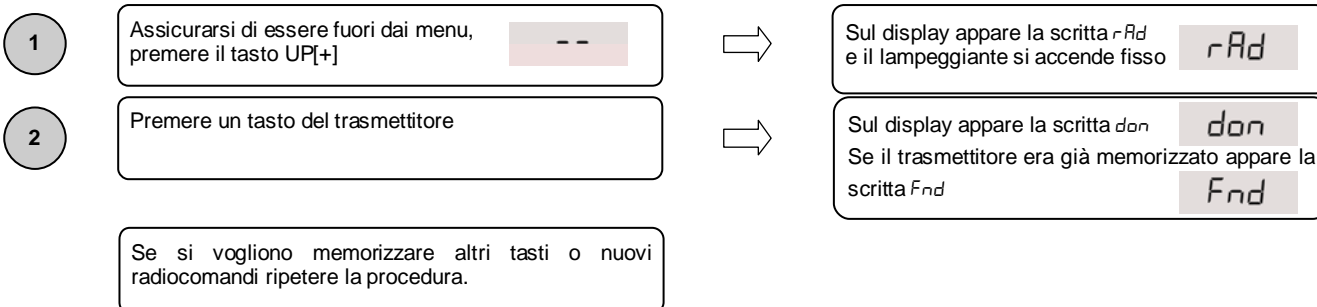 1
Assicurarsi di essere fuori dai menu,
premere il tasto UP[+]
--
Sul display appare la scritta rAd
e il lampeggiante si accende fisso
rAd
2
Premere un tasto del trasmettitore
Sul display appare la scritta don
don
Se il trasmettitore era già memorizzato appare la
scritta Fnd
Fnd
Se si vogliono memorizzare altri tasti o nuovi
radiocomandi ripetere la procedura.